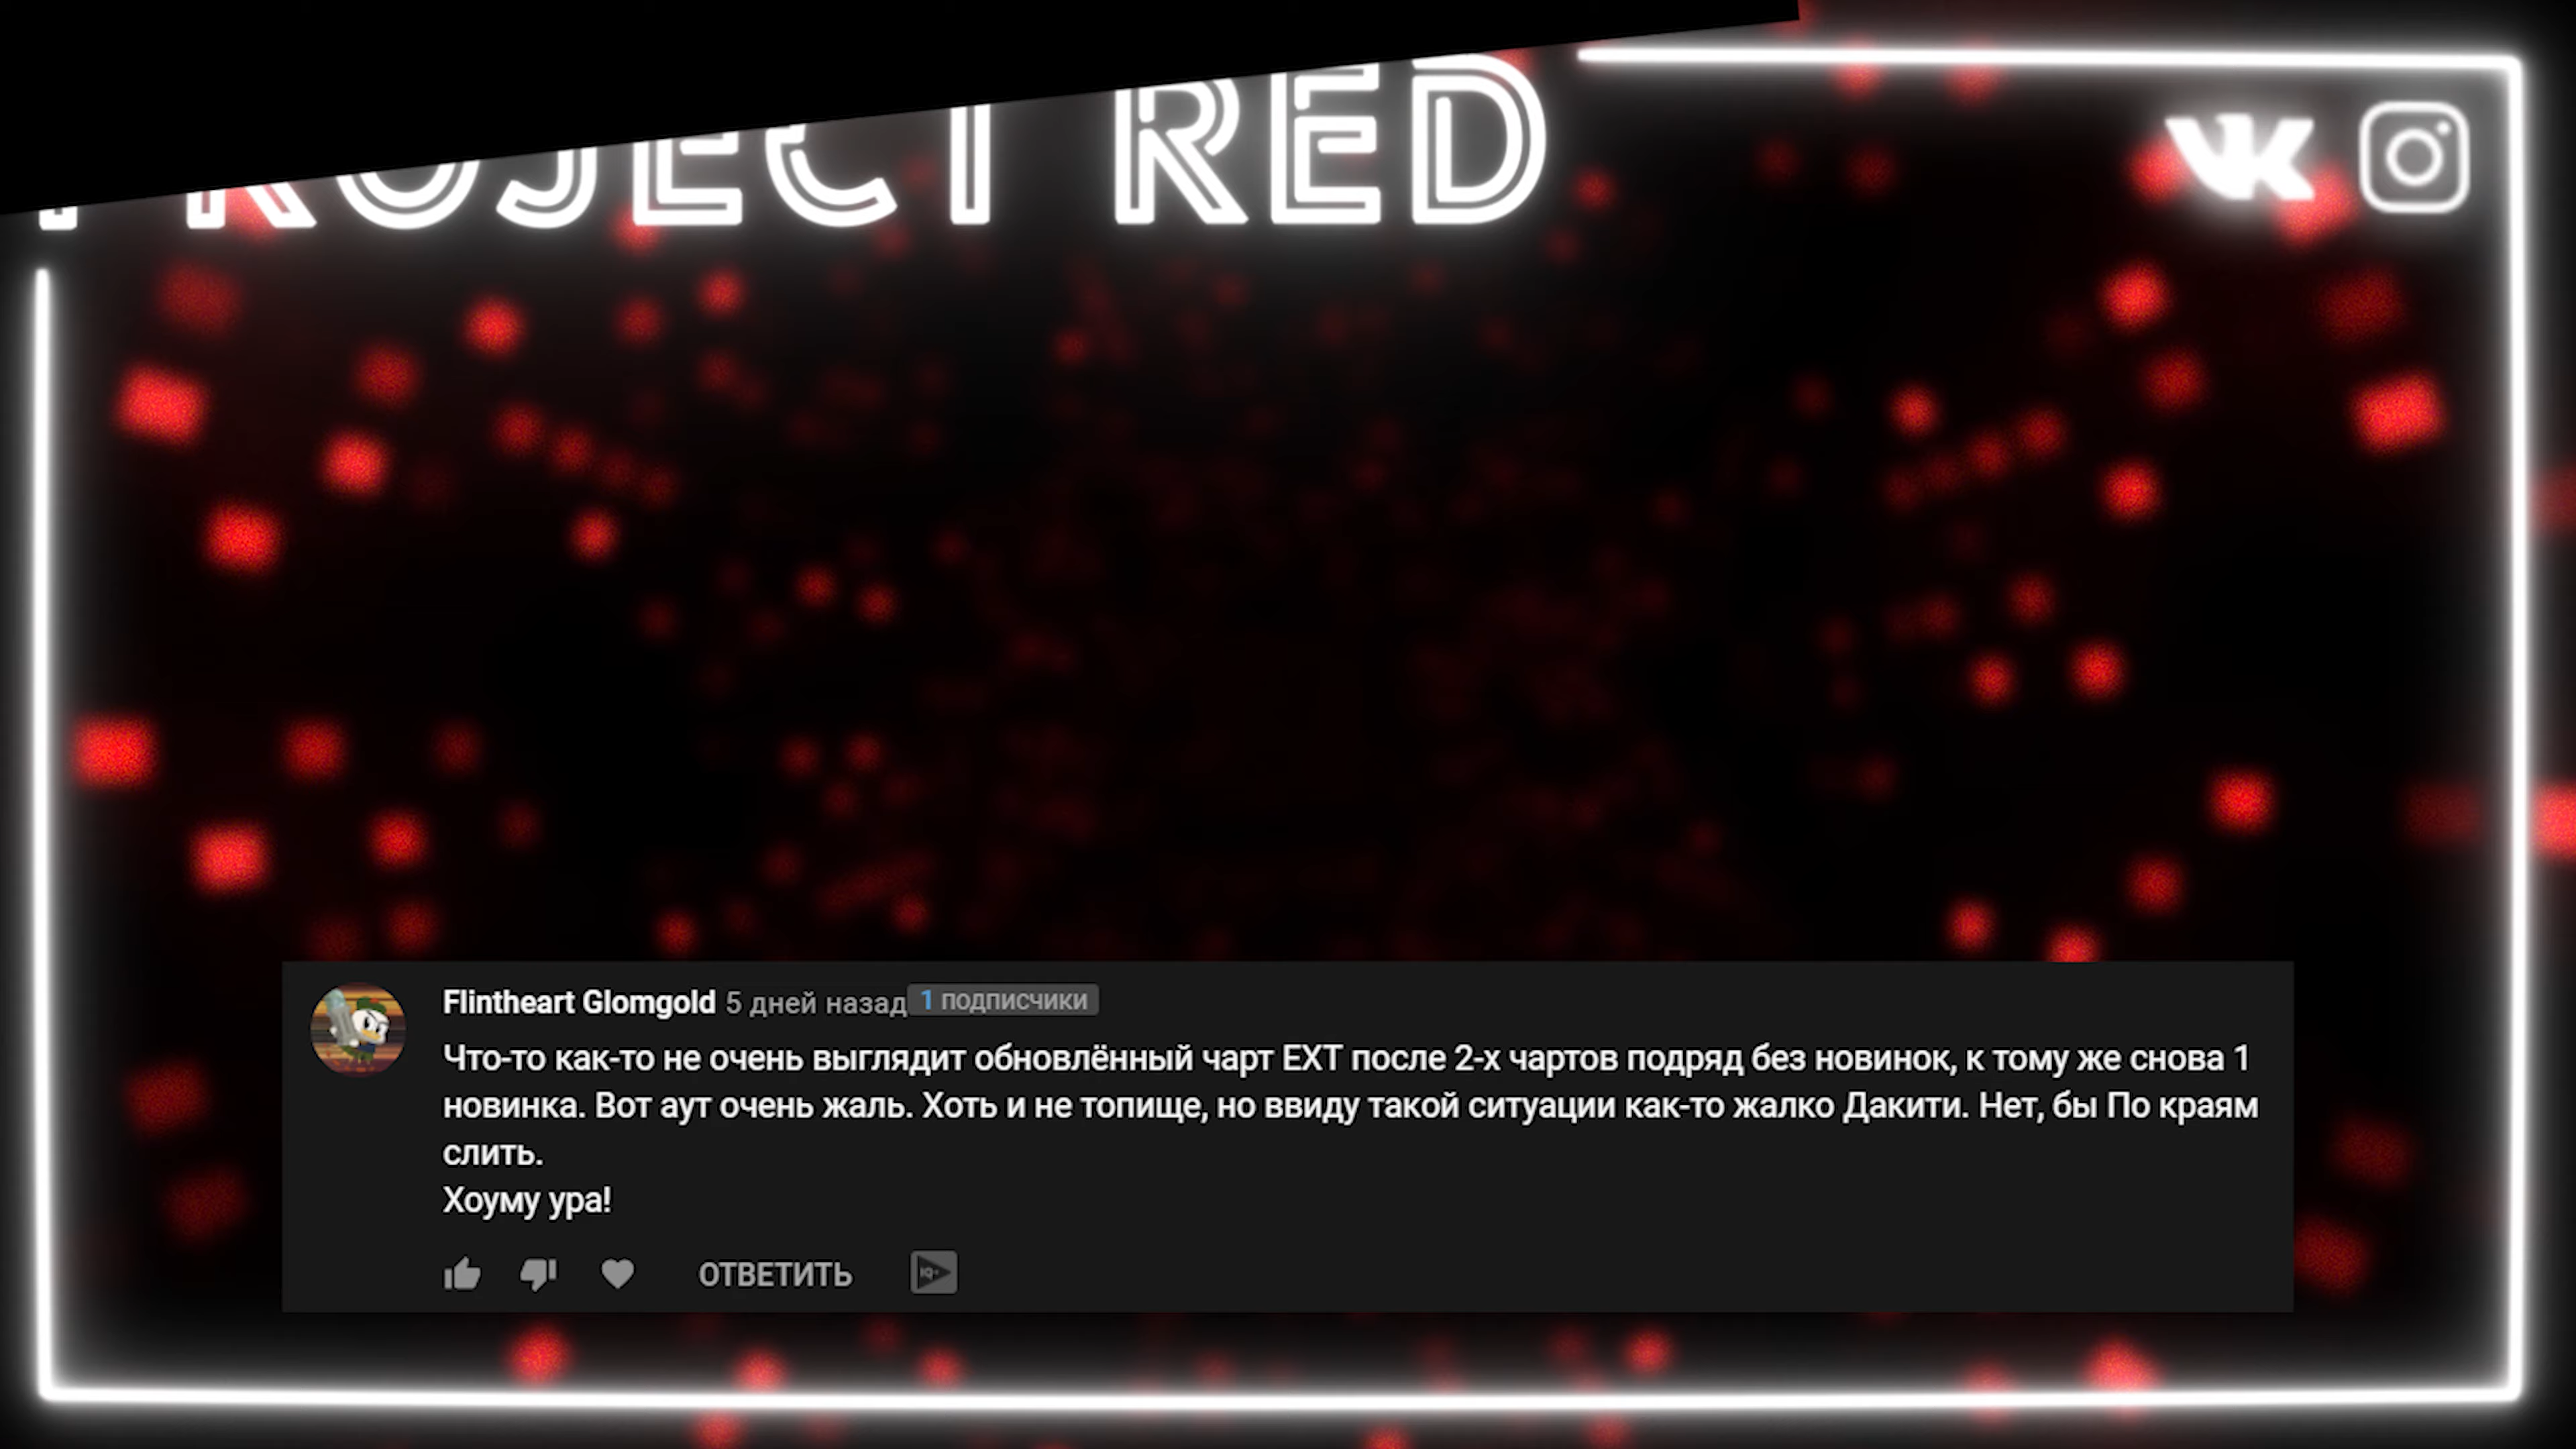 PROJECT RED
Flintheart Glomgold 5 дней назад 1 подписчики
Что-то как-то не очень выглядит обновлённый чарт EXT после 2-х чартов подряд без новинок, к тому же снова 1
новинка. Вот аут очень жаль. Хоть и не топище, но ввиду такой ситуации как-то жалко Дакити. Нет, бы По краям
слить.
Хоуму ура!
ОТВЕТИТЬ IQ+